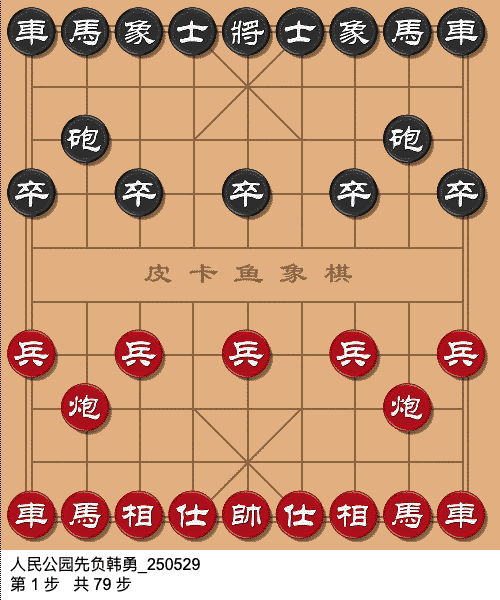 車馬象士將士象馬車
砲砲
卒卒卒卒卒
皮卡鱼象棋
兵兵兵兵兵
炮炮
車馬相仕帥仕相馬車
人民公园先负韩勇_250529
第 1 步 共 79 步